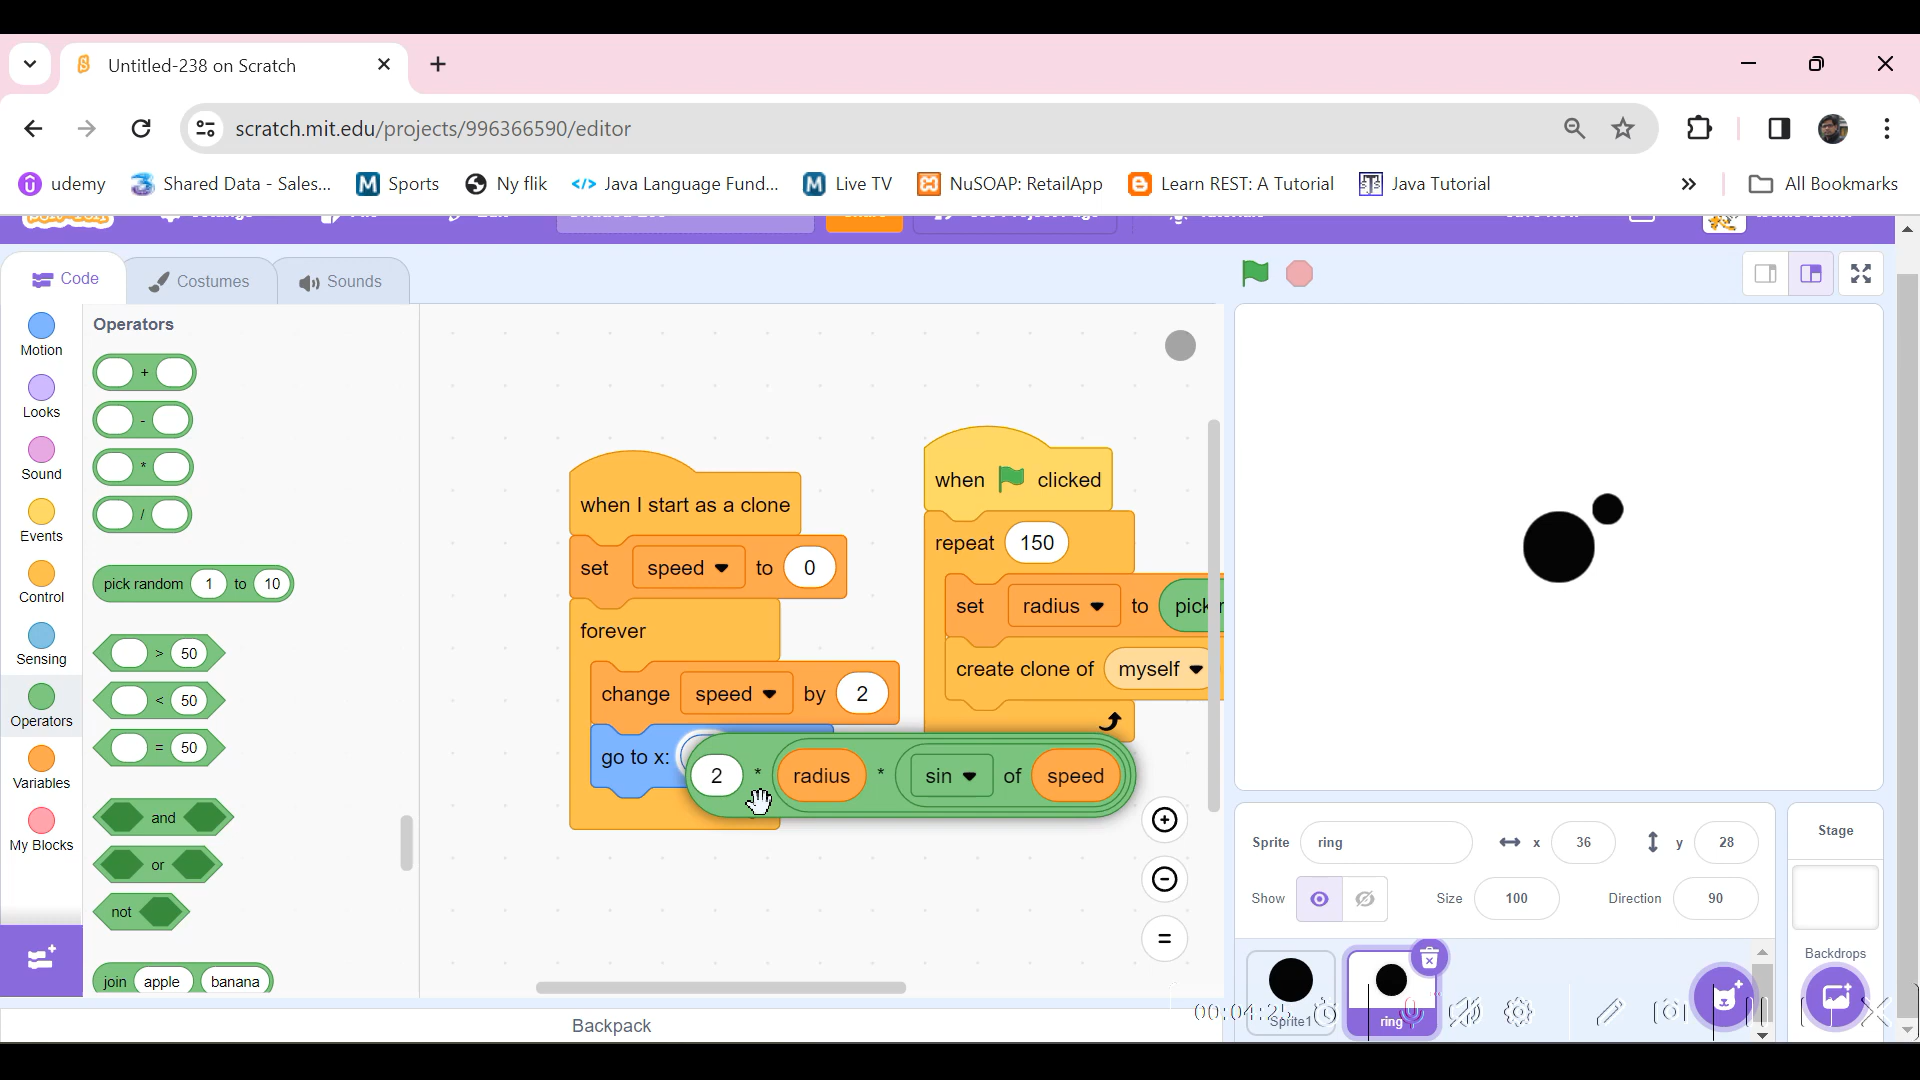 Untitled-238 on Scratch
scratch.mit.edu/projects/996366590/editor
udemy
Shared Data - Sales...
Sports
Ny flik
Java Language Fund...
Live TV
NuSOAP: RetailApp
Learn REST: A Tutorial
Java Tutorial
»
All Bookmarks
Code
Costumes
Sounds
Motion
Looks
Sound
Events
Control
Sensing
Operators
Variables
My Blocks
Operators
+
-
*
/
pick random 1 to 10
> 50
< 50
= 50
and
or
not
join apple banana
when I start as a clone
set speed to 0
forever
change speed by 2
go to x:
2 * radius * sin of speed
when clicked
repeat 150
set radius to pick r
create clone of myself
Sprite ring x 36 y 28
Show Size 100 Direction 90
Stage
Backdrops
Sprite1
ring
Backpack